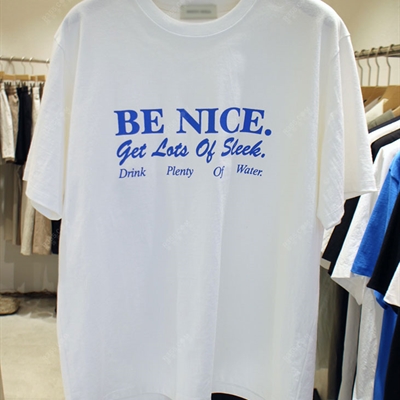 BE NICE.
Get Lots Of Sleek.
Drink Plenty Of Water.